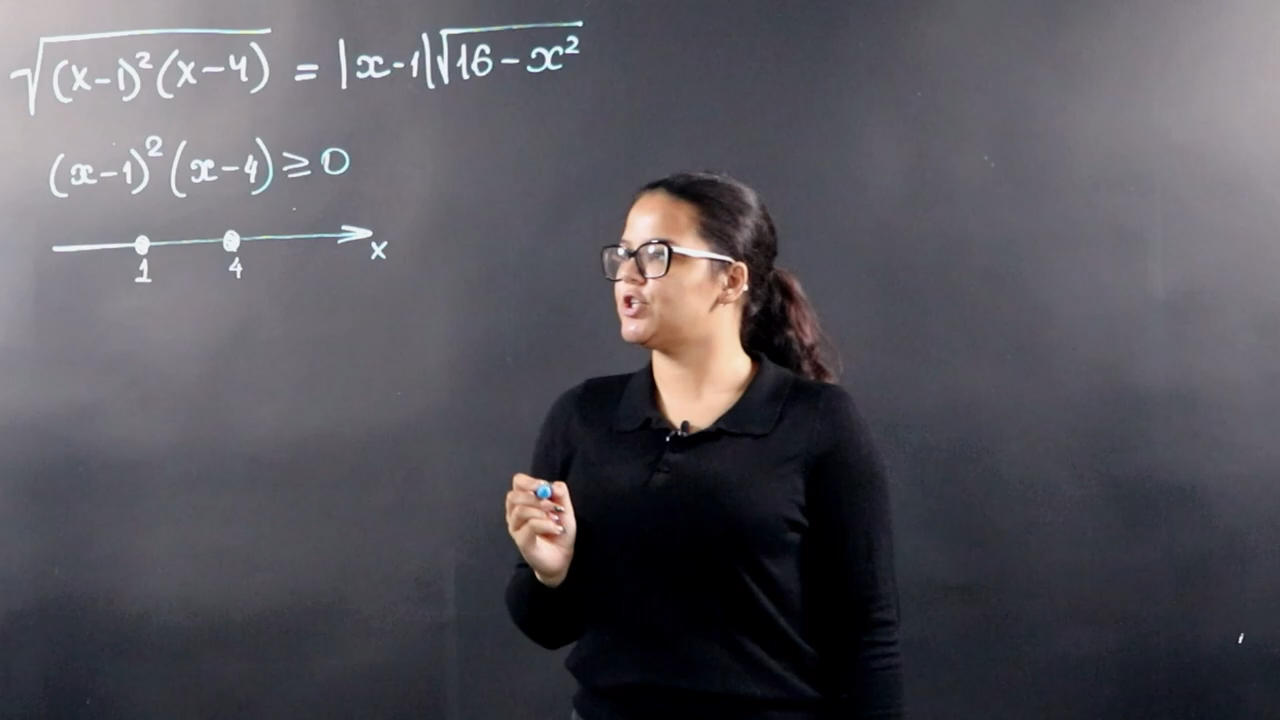 √(x-1)²(x-4) = |x-1|√16-x²
(x-1)²(x-4) ≥ 0
1 4 x